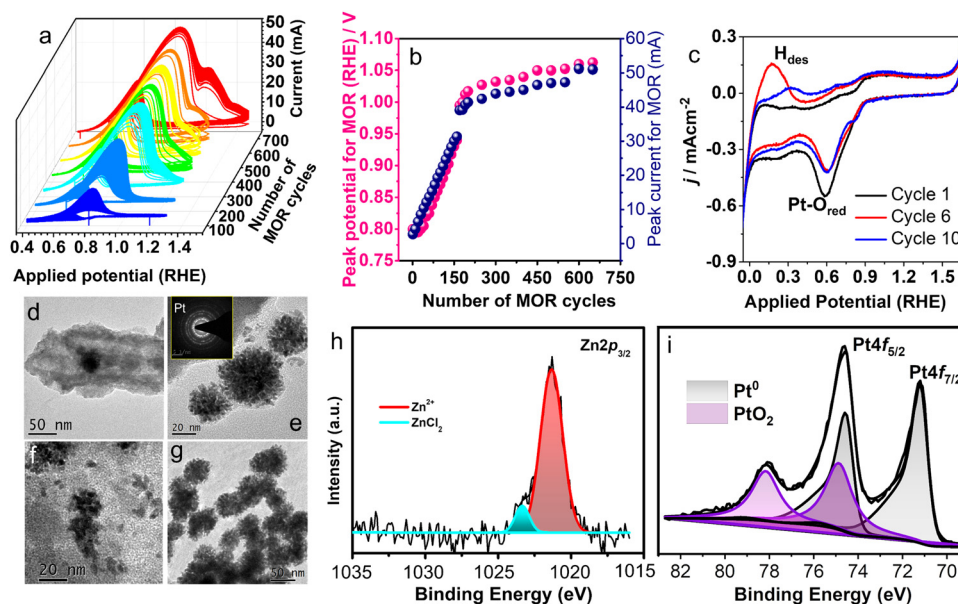 a
50
40
30
20
10
0
Current (mA)
700
600
500
400
300
200
100
Number of
MOR cycles
0.4 0.6 0.8 1.0 1.2 1.4
Applied potential (RHE)
b
Peak potential for MOR (RHE) / V
1.10
1.05
1.00
0.95
0.90
0.85
0.80
0.75
60
50
40
30
20
10
0
Peak current for MOR (mA)
0 150 300 450 600 750
Number of MOR cycles
c
H_des
j / mAcm-2
0.3
0.0
-0.3
-0.6
-0.9
Pt-O_red
Cycle 1
Cycle 6
Cycle 10
0.0 0.3 0.6 0.9 1.2 1.5
Applied Potential (RHE)
d
50 nm
Pt
20 nm
e
f
20 nm
g
50 nm
h
Zn2p3/2
Zn2+
ZnCl2
Intensity (a.u.)
1035 1030 1025 1020 1015
Binding Energy (eV)
i
Pt4f5/2
Pt4f7/2
Pt0
PtO2
82 80 78 76 74 72 70
Binding Energy (eV)